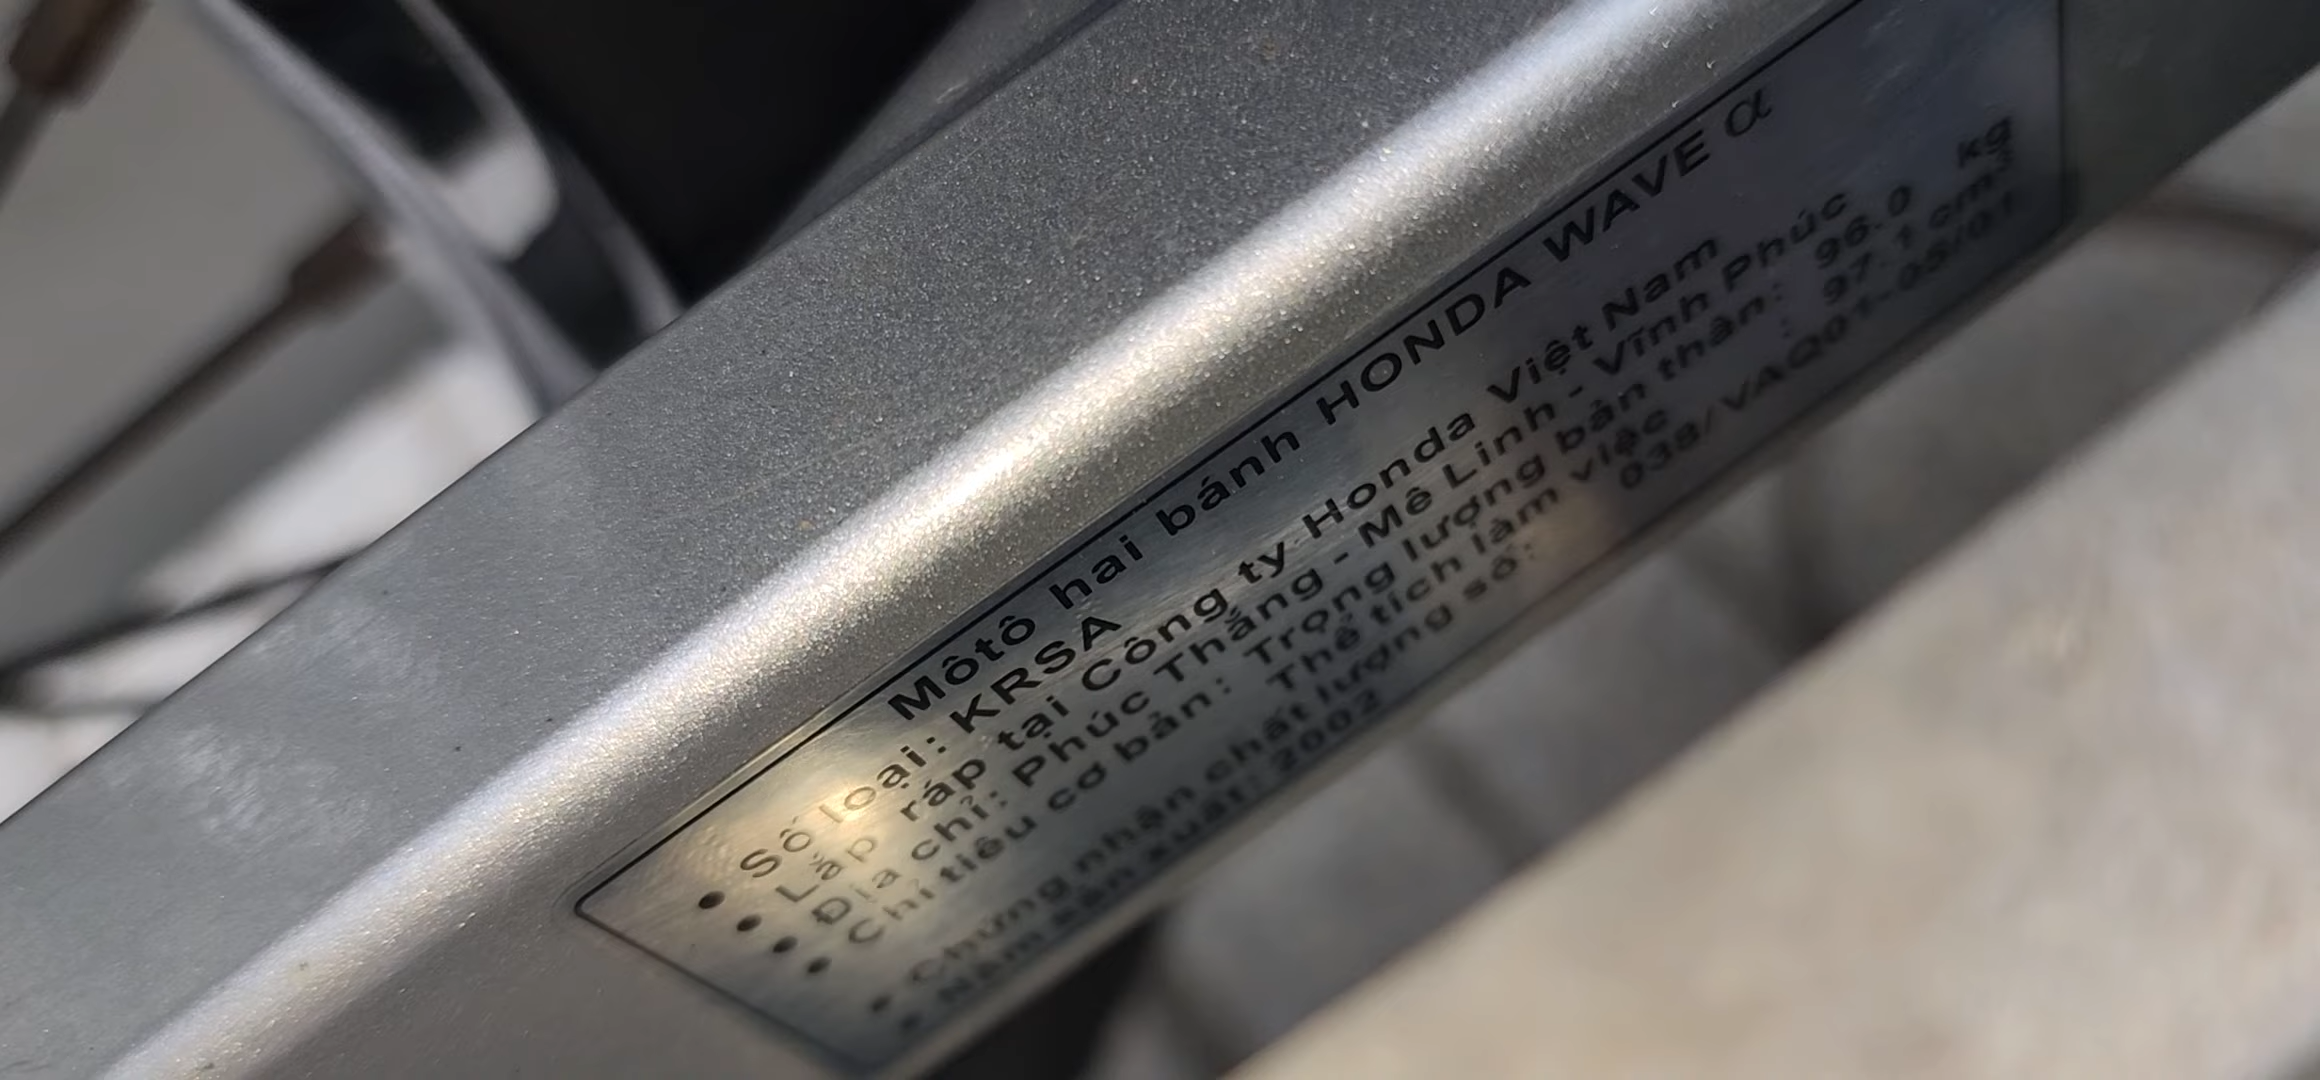 Môtô hai bánh HONDA WAVE α
• Số loại: KRSA
• Lắp ráp tại Công ty Honda Việt Nam
• Địa chỉ: Phúc Thắng - Mê Linh - Vĩnh Phúc
• Chỉ tiêu cơ bản: Trọng lượng bản thân: 96.0 kg
Thể tích làm việc : 97.1 cm³
• Chứng nhận chất lượng số: 038/VAQ01-05/01
• Năm sản xuất: 2002